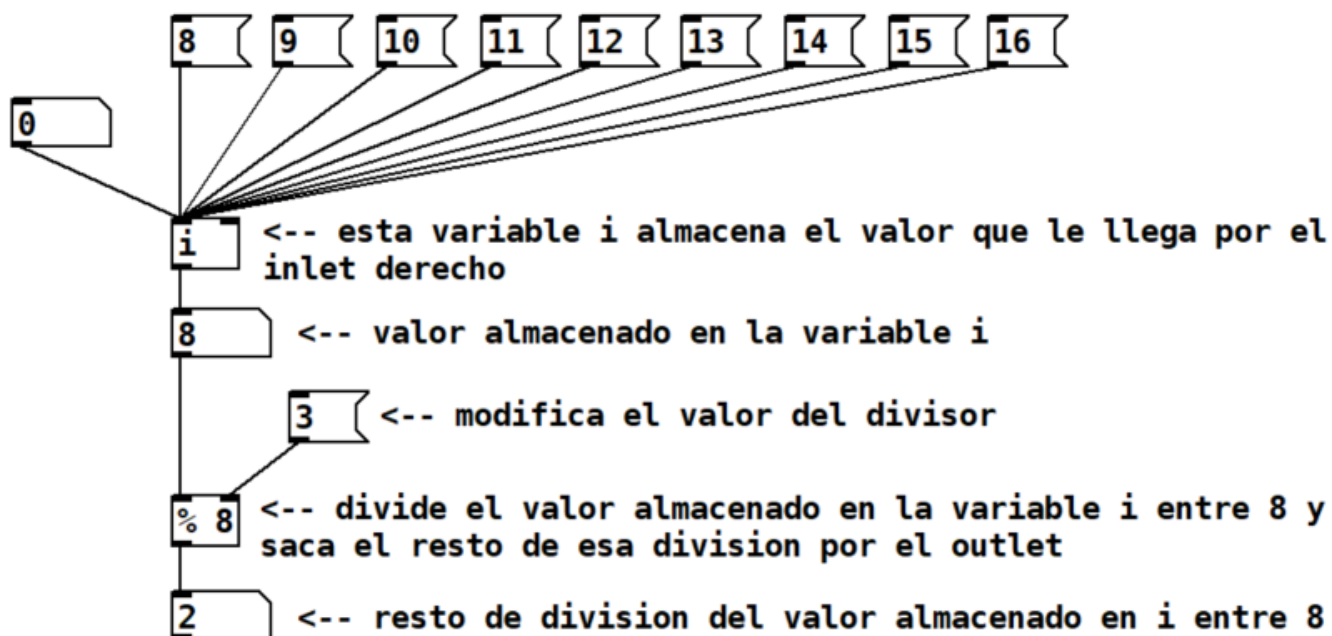 8 9 10 11 12 13 14 15 16
0
i <-- esta variable i almacena el valor que le llega por el
inlet derecho
8 <-- valor almacenado en la variable i
3 <-- modifica el valor del divisor
% 8 <-- divide el valor almacenado en la variable i entre 8 y
saca el resto de esa division por el outlet
2 <-- resto de division del valor almacenado en i entre 8